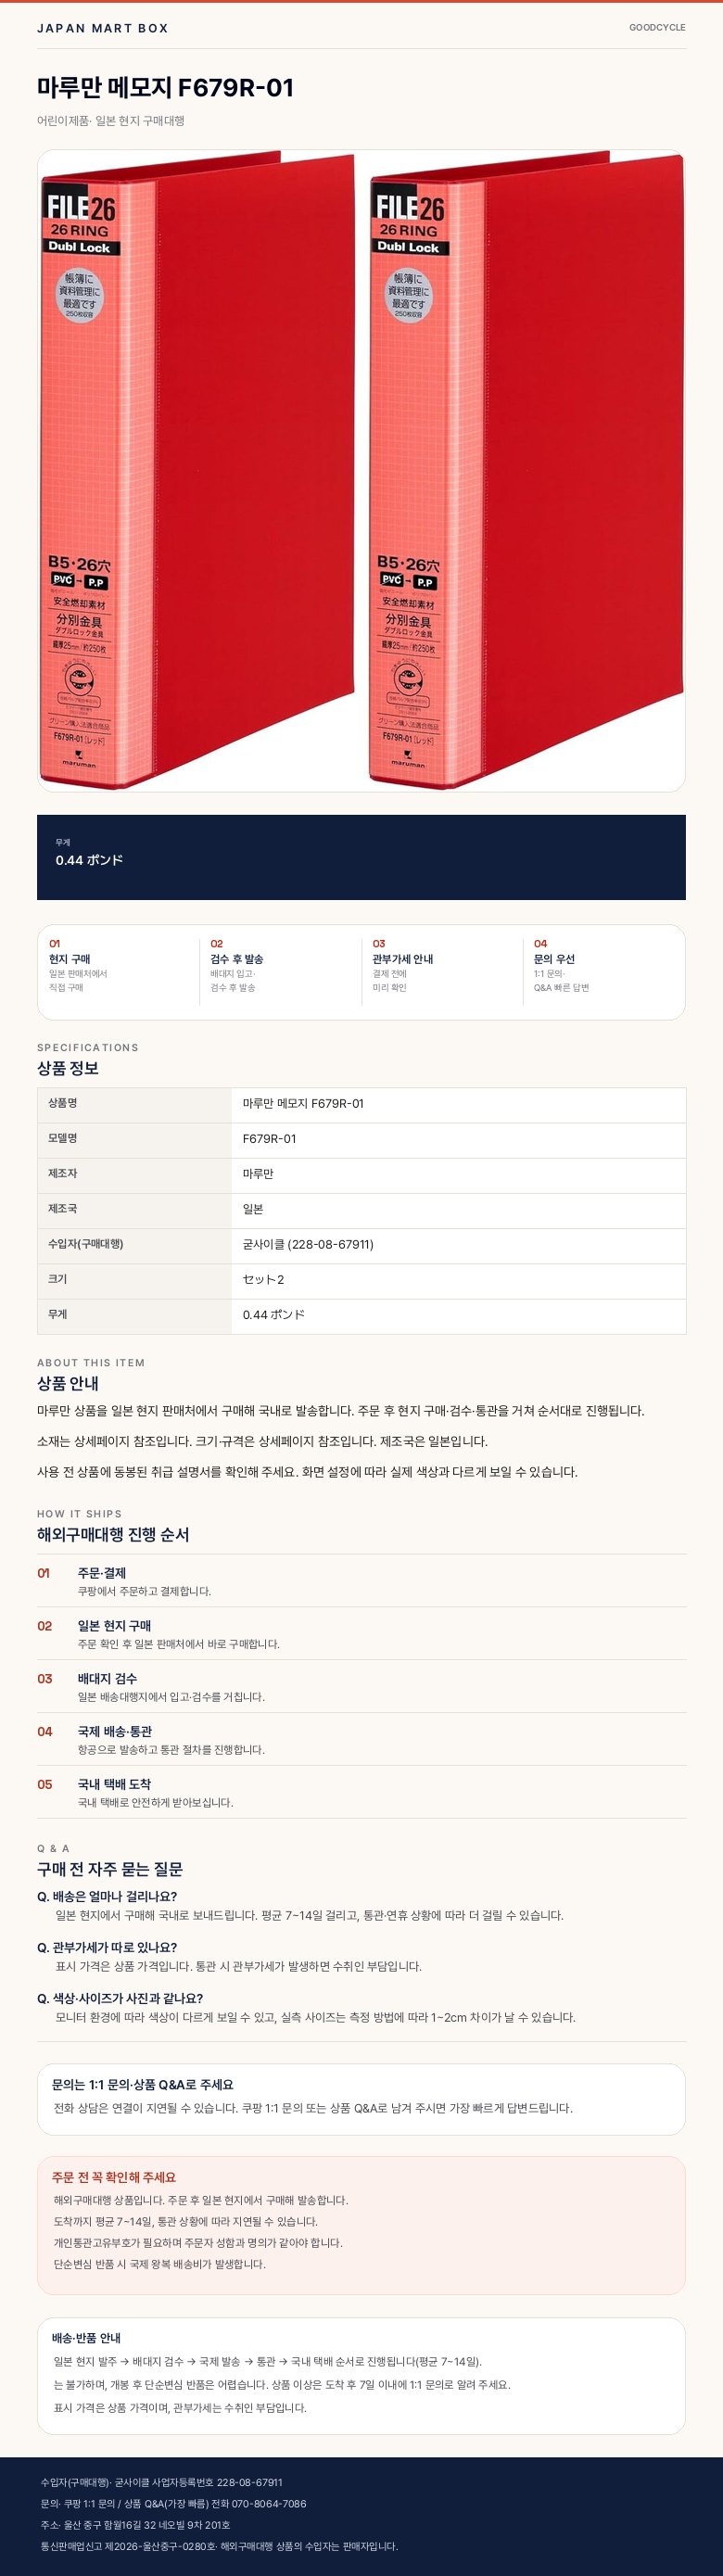 JAPAN MART BOX
GOODCYCLE
마루만 메모지 F679R-01
어린이제품· 일본 현지 구매대행
FILE26
26 RING
Dubl Lock
帳簿に
資料管理に
最適です
250枚収容
B5·26穴
PVC → P.P
安全燃却素材
分別金具
ダブルロック金具
綴厚25mm/約250枚
グリーン購入法適合商品
F679R-01 [レッド]
maruman
FILE26
26 RING
Dubl Lock
帳簿に
資料管理に
最適です
250枚収容
B5·26穴
PVC → P.P
安全燃却素材
分別金具
ダブルロック金具
綴厚25mm/約250枚
グリーン購入法適合商品
F679R-01 [レッド]
maruman
무게
0.44 ポンド
01
현지 구매
일본 판매처에서
직접 구매
02
검수 후 발송
배대지 입고·
검수 후 발송
03
관부가세 안내
결제 전에
미리 확인
04
문의 우선
1:1 문의·
Q&A 빠른 답변
SPECIFICATIONS
상품 정보
상품명 마루만 메모지 F679R-01
모델명 F679R-01
제조자 마루만
제조국 일본
수입자(구매대행) 굳사이클 (228-08-67911)
크기 セット2
무게 0.44 ポンド
ABOUT THIS ITEM
상품 안내
마루만 상품을 일본 현지 판매처에서 구매해 국내로 발송합니다. 주문 후 현지 구매·검수·통관을 거쳐 순서대로 진행됩니다.
소재는 상세페이지 참조입니다. 크기·규격은 상세페이지 참조입니다. 제조국은 일본입니다.
사용 전 상품에 동봉된 취급 설명서를 확인해 주세요. 화면 설정에 따라 실제 색상과 다르게 보일 수 있습니다.
HOW IT SHIPS
해외구매대행 진행 순서
01 주문·결제
쿠팡에서 주문하고 결제합니다.
02 일본 현지 구매
주문 확인 후 일본 판매처에서 바로 구매합니다.
03 배대지 검수
일본 배송대행지에서 입고·검수를 거칩니다.
04 국제 배송·통관
항공으로 발송하고 통관 절차를 진행합니다.
05 국내 택배 도착
국내 택배로 안전하게 받아보십니다.
Q & A
구매 전 자주 묻는 질문
Q. 배송은 얼마나 걸리나요?
일본 현지에서 구매해 국내로 보내드립니다. 평균 7~14일 걸리고, 통관·연휴 상황에 따라 더 걸릴 수 있습니다.
Q. 관부가세가 따로 있나요?
표시 가격은 상품 가격입니다. 통관 시 관부가세가 발생하면 수취인 부담입니다.
Q. 색상·사이즈가 사진과 같나요?
모니터 환경에 따라 색상이 다르게 보일 수 있고, 실측 사이즈는 측정 방법에 따라 1~2cm 차이가 날 수 있습니다.
문의는 1:1 문의·상품 Q&A로 주세요
전화 상담은 연결이 지연될 수 있습니다. 쿠팡 1:1 문의 또는 상품 Q&A로 남겨 주시면 가장 빠르게 답변드립니다.
주문 전 꼭 확인해 주세요
해외구매대행 상품입니다. 주문 후 일본 현지에서 구매해 발송합니다.
도착까지 평균 7~14일, 통관 상황에 따라 지연될 수 있습니다.
개인통관고유부호가 필요하며 주문자 성함과 명의가 같아야 합니다.
단순변심 반품 시 국제 왕복 배송비가 발생합니다.
배송·반품 안내
일본 현지 발주 → 배대지 검수 → 국제 발송 → 통관 → 국내 택배 순서로 진행됩니다(평균 7~14일).
는 불가하며, 개봉 후 단순변심 반품은 어렵습니다. 상품 이상은 도착 후 7일 이내에 1:1 문의로 알려 주세요.
표시 가격은 상품 가격이며, 관부가세는 수취인 부담입니다.
수입자(구매대행)· 굳사이클 사업자등록번호 228-08-67911
문의· 쿠팡 1:1 문의 / 상품 Q&A(가장 빠름) 전화 070-8064-7086
주소· 울산 중구 함월16길 32 네오빌 9차 201호
통신판매업신고 제2026-울산중구-0280호· 해외구매대행 상품의 수입자는 판매자입니다.